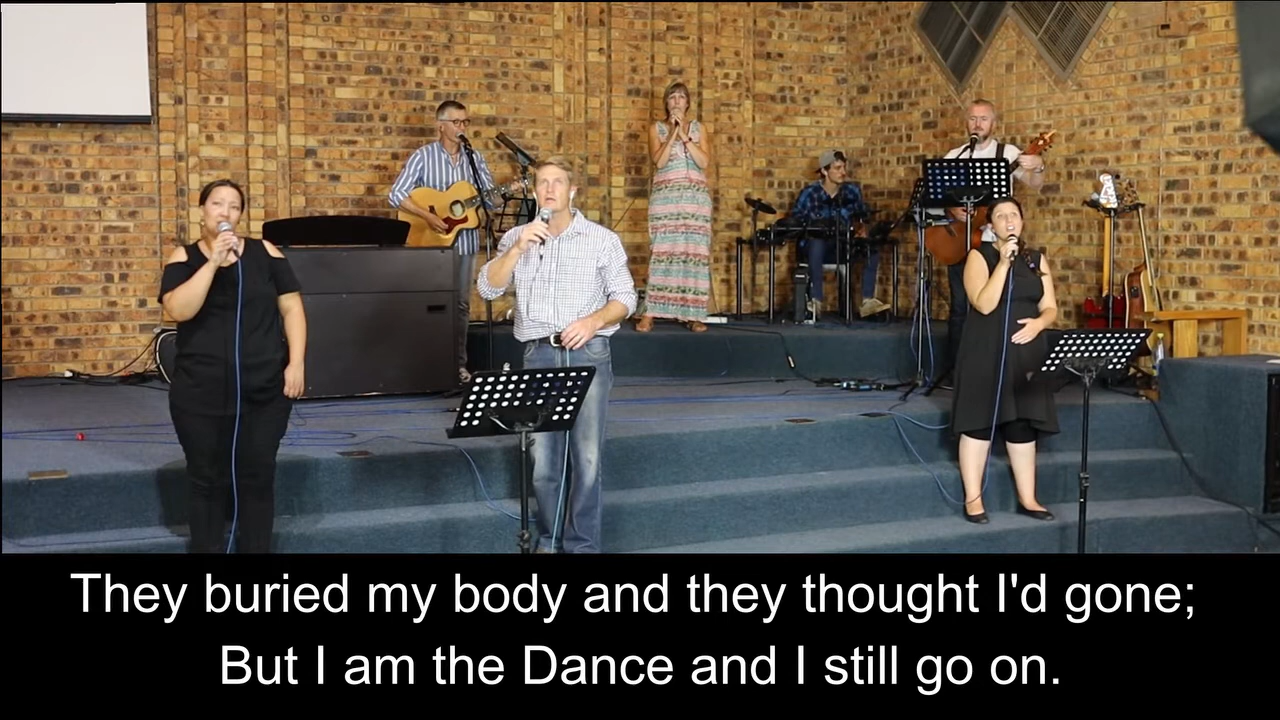 They buried my body and they thought I'd gone;
But I am the Dance and I still go on.